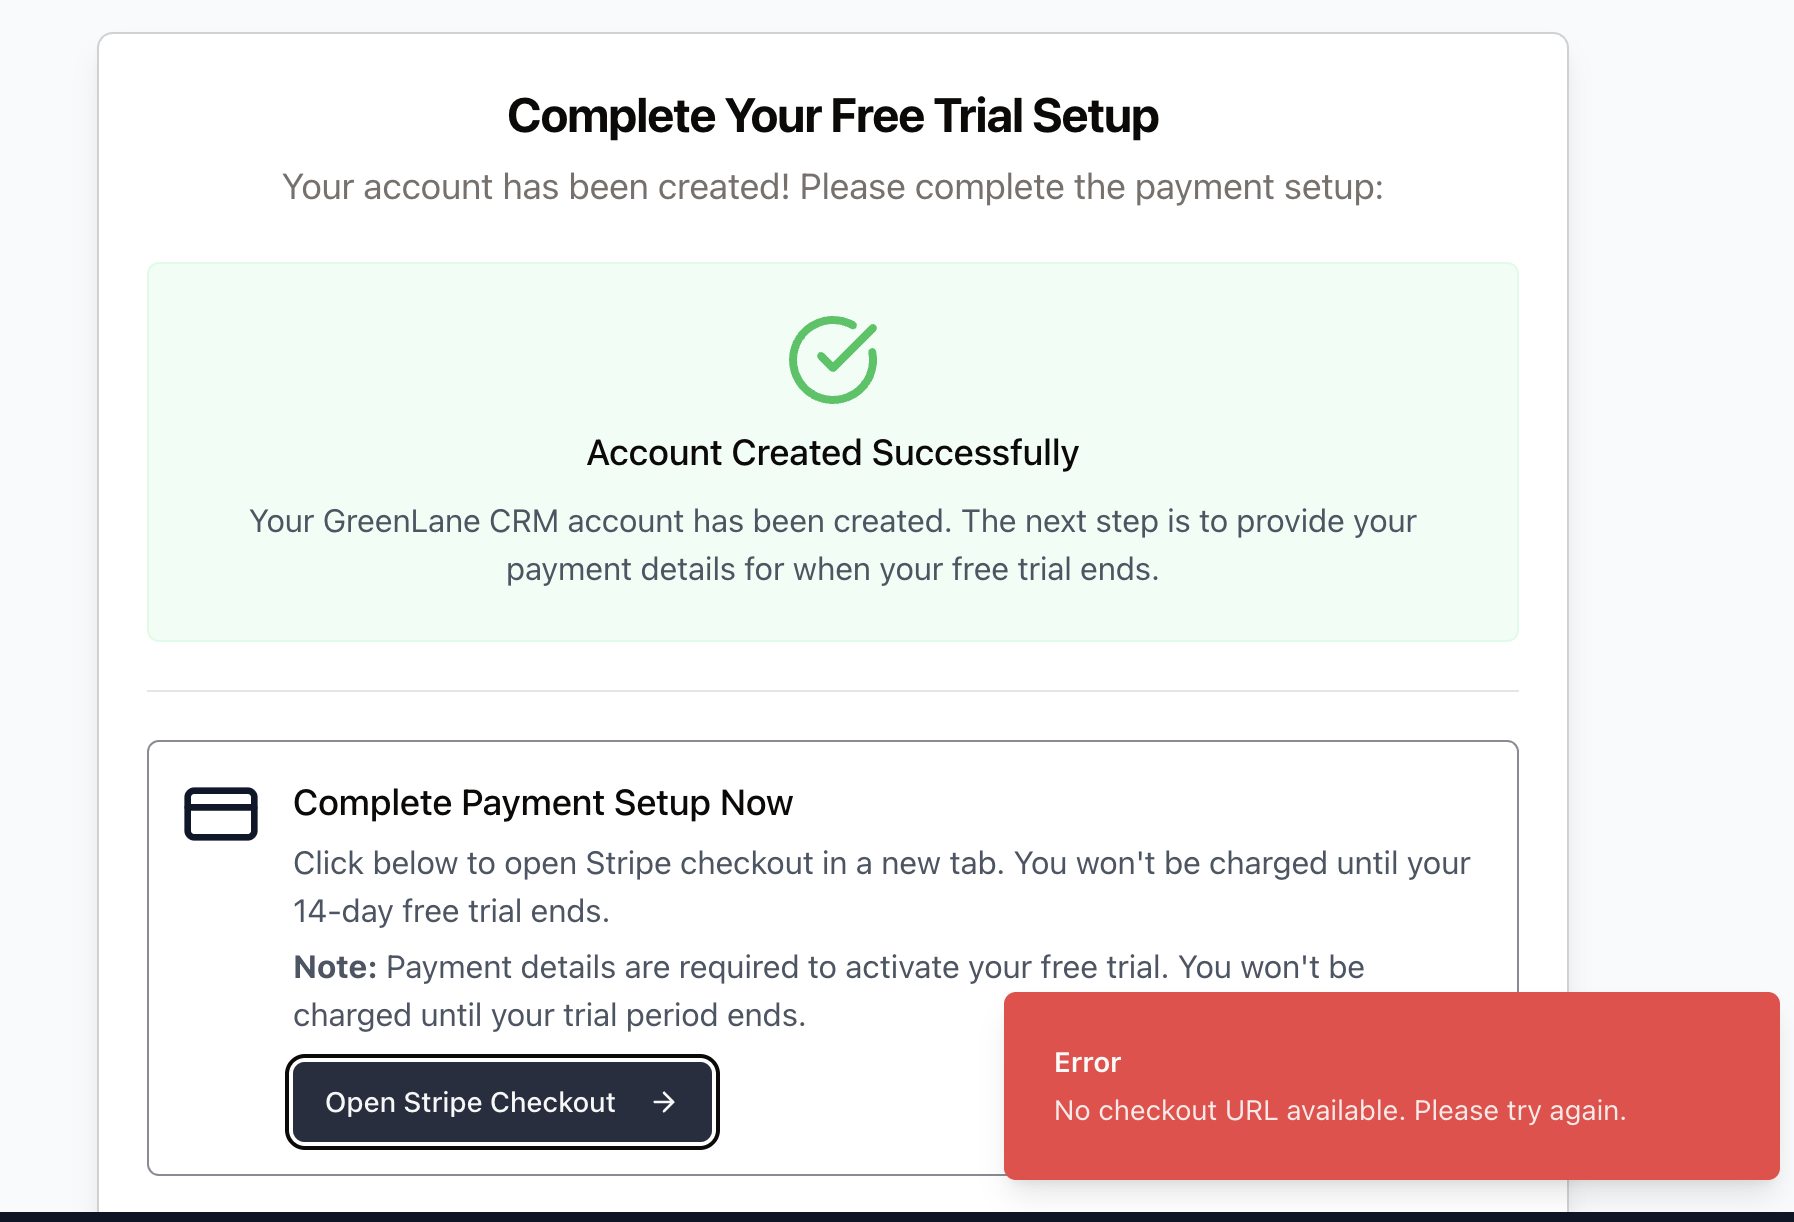 Complete Your Free Trial Setup
Your account has been created! Please complete the payment setup:
Account Created Successfully
Your GreenLane CRM account has been created. The next step is to provide your
payment details for when your free trial ends.
Complete Payment Setup Now
Click below to open Stripe checkout in a new tab. You won't be charged until your
14-day free trial ends.
Note: Payment details are required to activate your free trial. You won't be
charged until your trial period ends.
Open Stripe Checkout →
Error
No checkout URL available. Please try again.